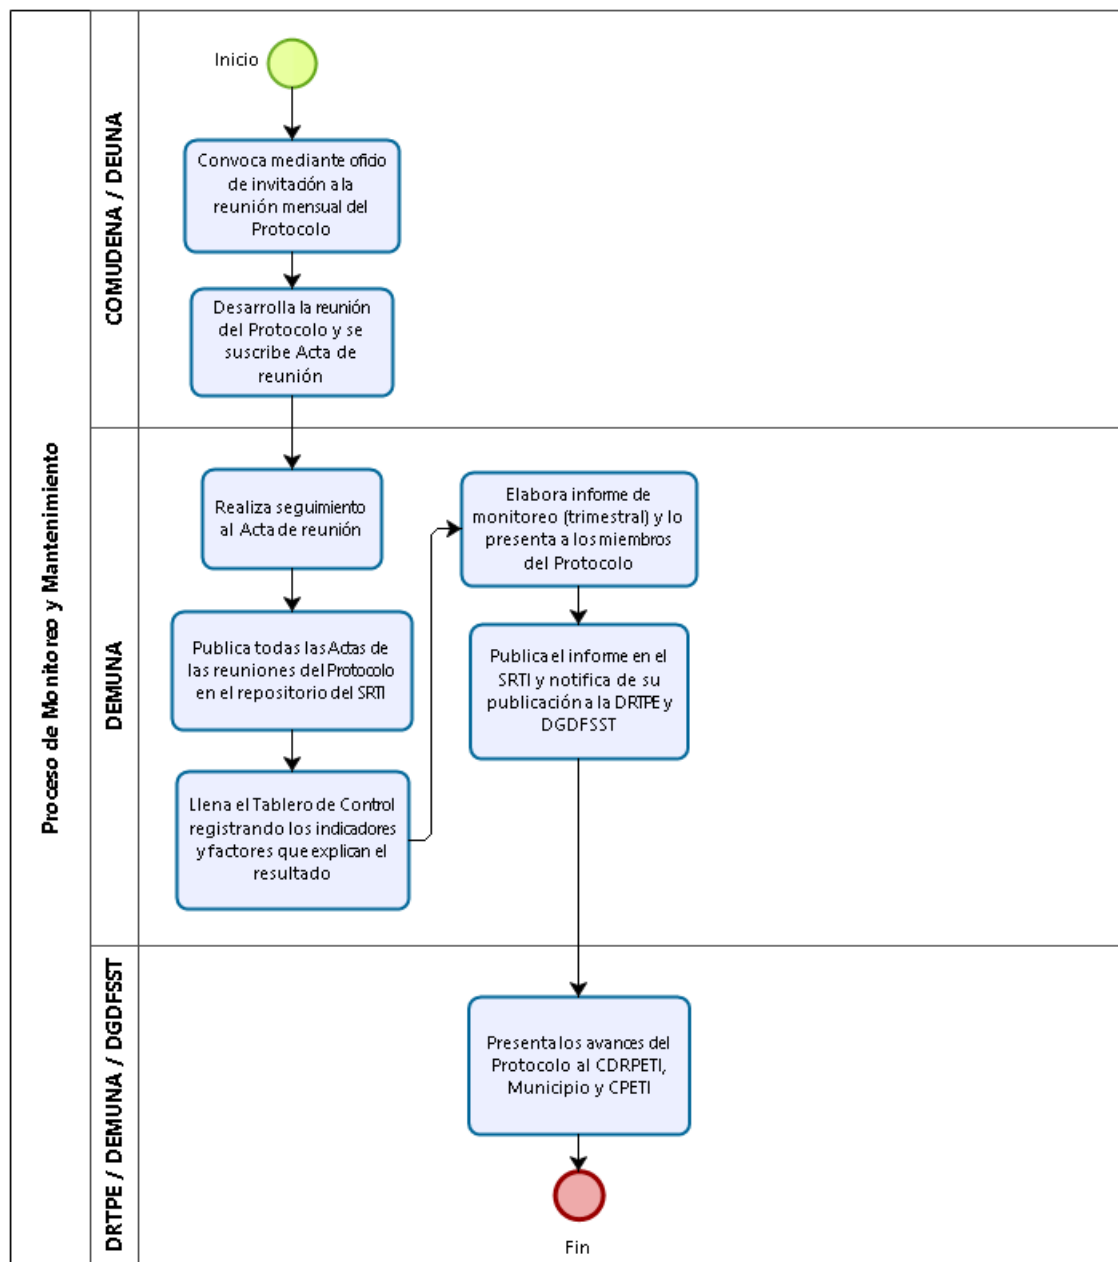 Proceso de Monitoreo y Mantenimiento
COMUDENA / DEUNA
Inicio
Convoca mediante oficio
de invitación a la
reunión mensual del
Protocolo
Desarrolla la reunión
del Protocolo y se
suscribe Acta de
reunión
DEMUNA
Realiza seguimiento
al Acta de reunión
Publica todas las Actas de
las reuniones del Protocolo
en el repositorio del SRTI
Llena el Tablero de Control
registrando los indicadores
y factores que explican el
resultado
Elabora informe de
monitoreo (trimestral) y lo
presenta a los miembros
del Protocolo
Publica el informe en el
SRTI y notifica de su
publicación a la DRTPE y
DGDFSST
DRTPE / DEMUNA / DGDFSST
Presenta los avances del
Protocolo al CDRPETI,
Municipio y CPETI
Fin